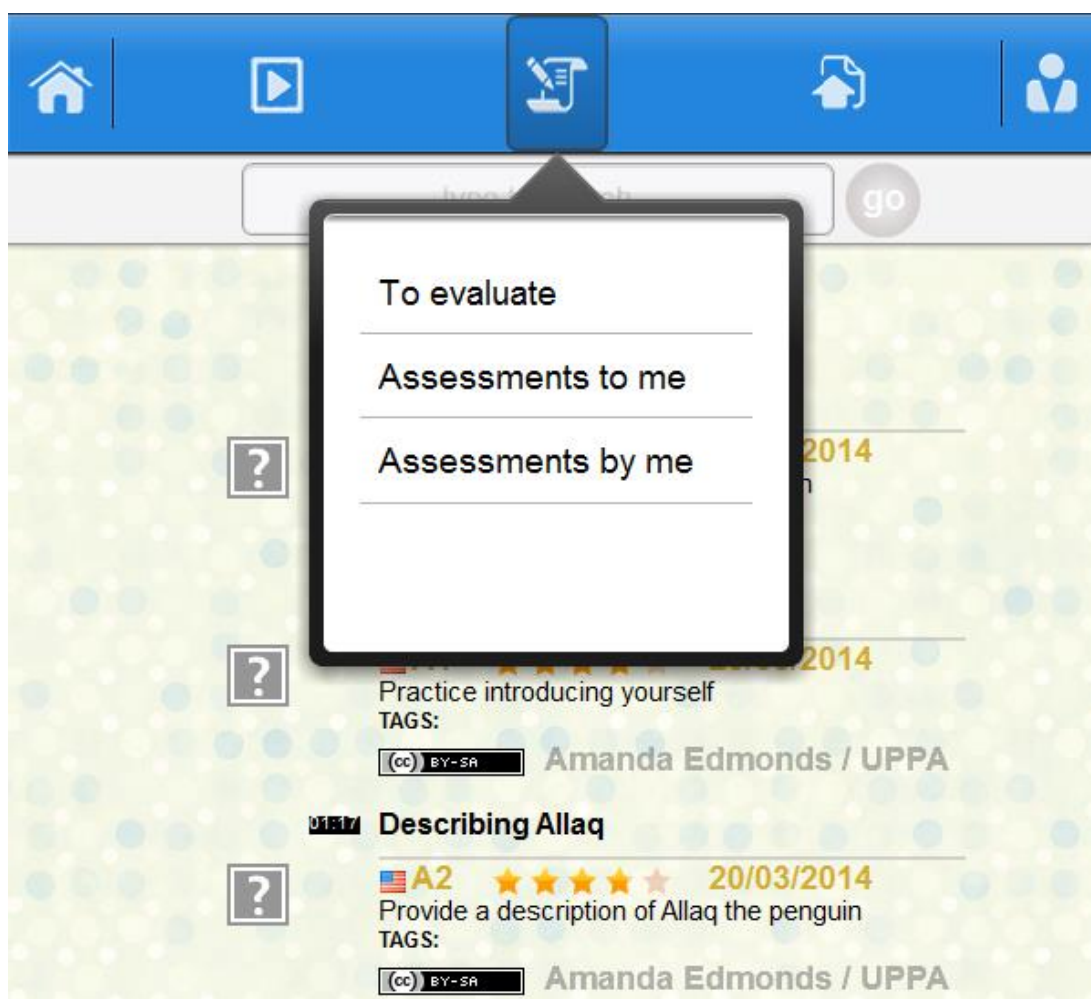 go
To evaluate
Assessments to me
Assessments by me
2014
2014
Practice introducing yourself
TAGS:
(cc) BY-SA Amanda Edmonds / UPPA
01:17 Describing Allaq
A2 20/03/2014
Provide a description of Allaq the penguin
TAGS:
(cc) BY-SA Amanda Edmonds / UPPA